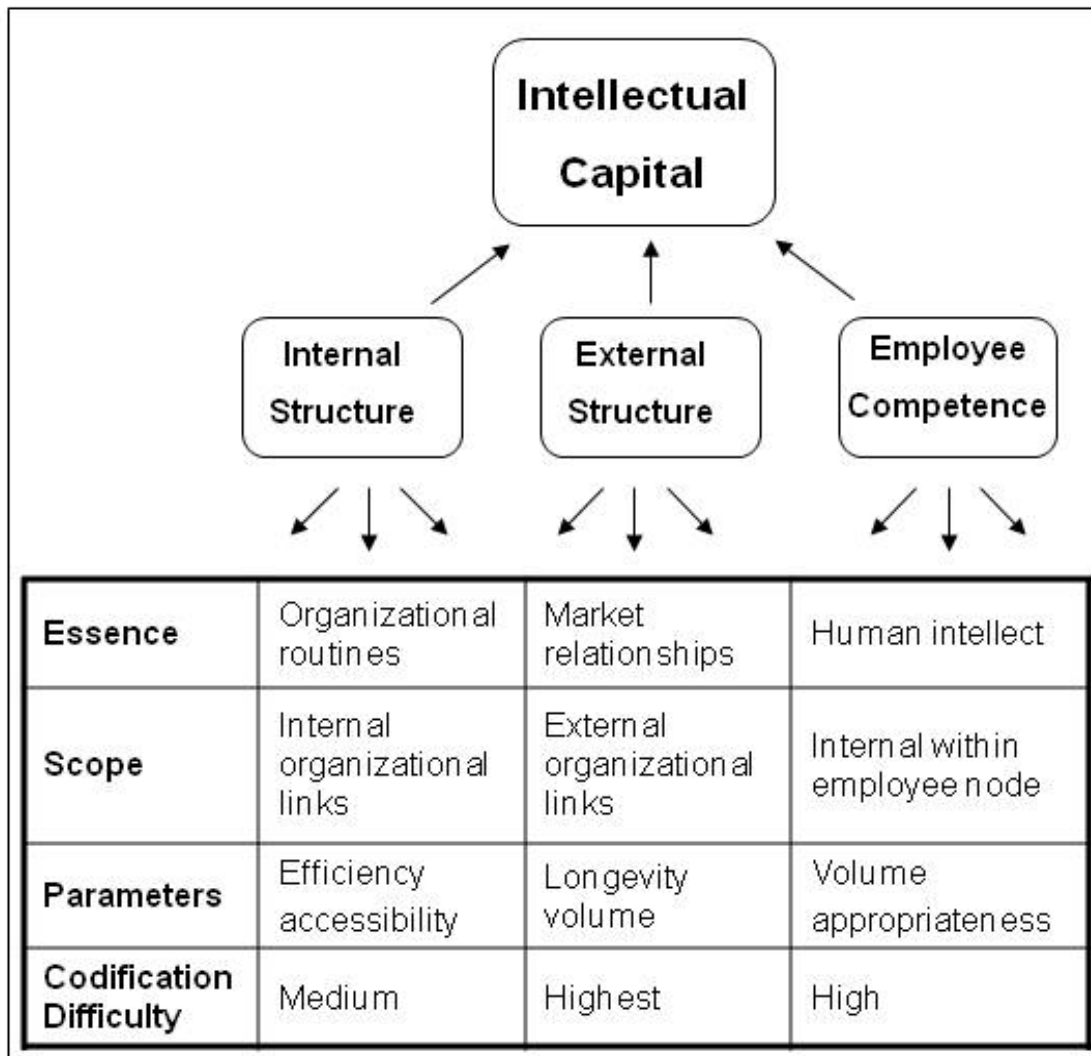 Intellectual
Capital
Internal
Structure
External
Structure
Employee
Competence
Essence
Organizational
routines
Market
relationships
Human intellect
Scope
Internal
organizational
links
External
organizational
links
Internal within
employee node
Parameters
Efficiency
accessibility
Longevity
volume
Volume
appropriateness
Codification
Difficulty
Medium
Highest
High